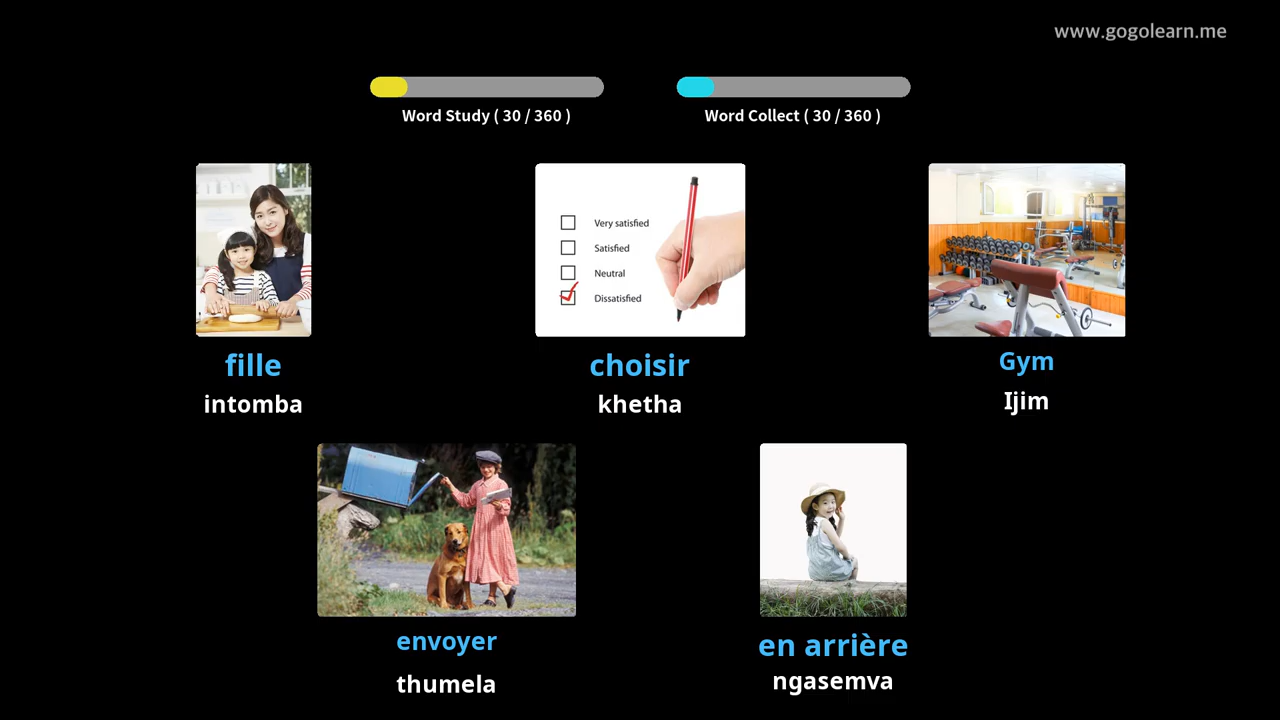 www.gogolearn.me
Word Study ( 30 / 360 )
Word Collect ( 30 / 360 )
Very satisfied
Satisfied
Neutral
Dissatisfied
fille
intomba
choisir
khetha
Gym
Ijim
envoyer
thumela
en arrière
ngasemva